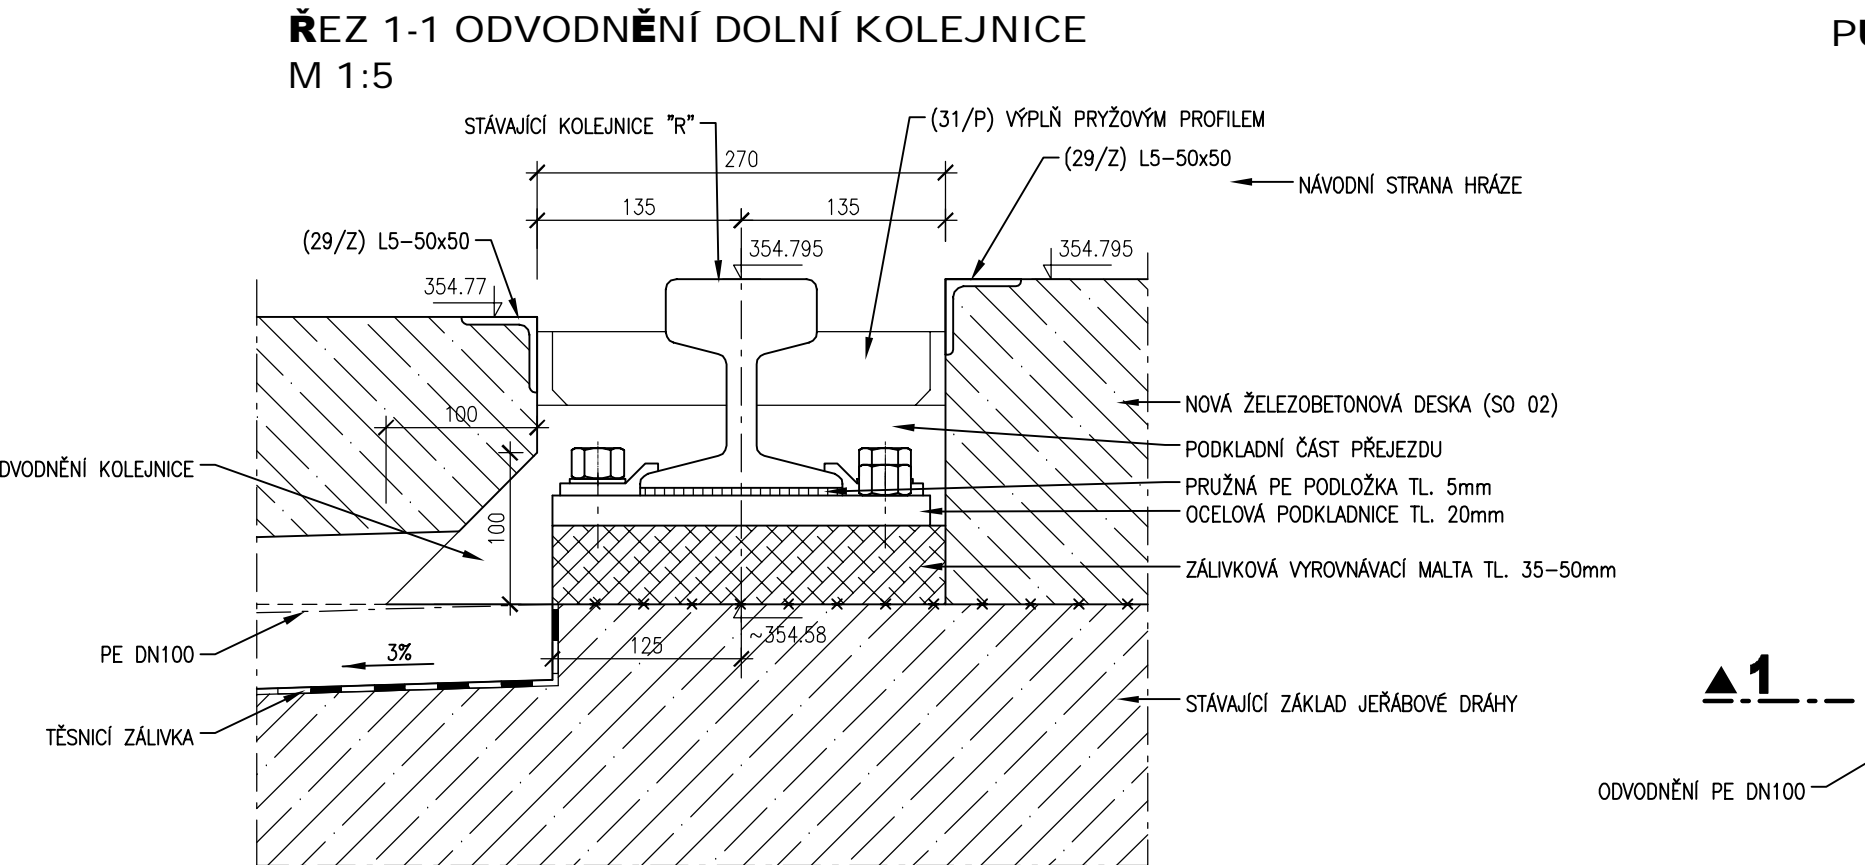 ŘEZ 1-1 ODVODNĚNÍ DOLNÍ KOLEJNICE
M 1:5
STÁVAJÍCÍ KOLEJNICE "R"
(31/P) VÝPLŇ PRYŽOVÝM PROFILEM
270
(29/Z) L5-50x50
NÁVODNÍ STRANA HRÁZE
135
135
(29/Z) L5-50x50
354.795
354.795
354.77
100
NOVÁ ŽELEZOBETONOVÁ DESKA (SO 02)
PODKLADNÍ ČÁST PŘEJEZDU
DVODNĚNÍ KOLEJNICE
PRUŽNÁ PE PODLOŽKA TL. 5mm
OCELOVÁ PODKLADNICE TL. 20mm
100
ZÁLIVKOVÁ VYROVNÁVACÍ MALTA TL. 35-50mm
~354.58
125
PE DN100
3%
TĚSNICÍ ZÁLIVKA
STÁVAJÍCÍ ZÁKLAD JEŘÁBOVÉ DRÁHY
1
ODVODNĚNÍ PE DN100